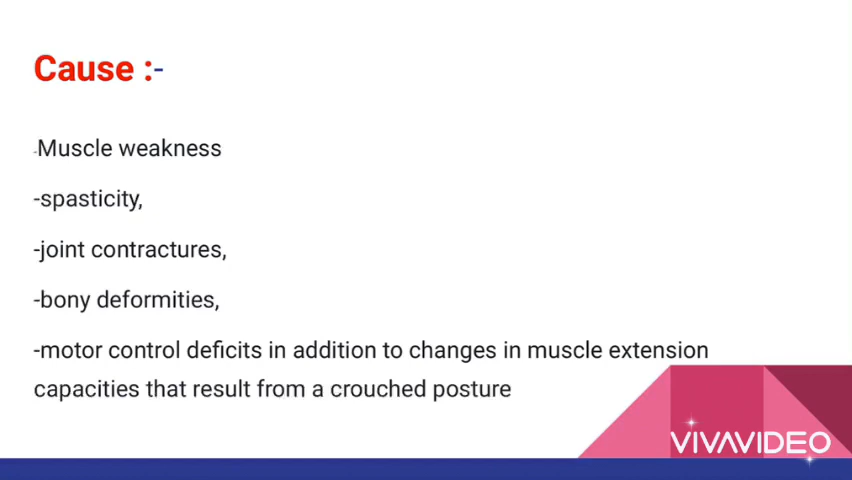 Cause :-
-Muscle weakness
-spasticity,
-joint contractures,
-bony deformities,
-motor control deficits in addition to changes in muscle extension
capacities that result from a crouched posture
VIVAVIDEO